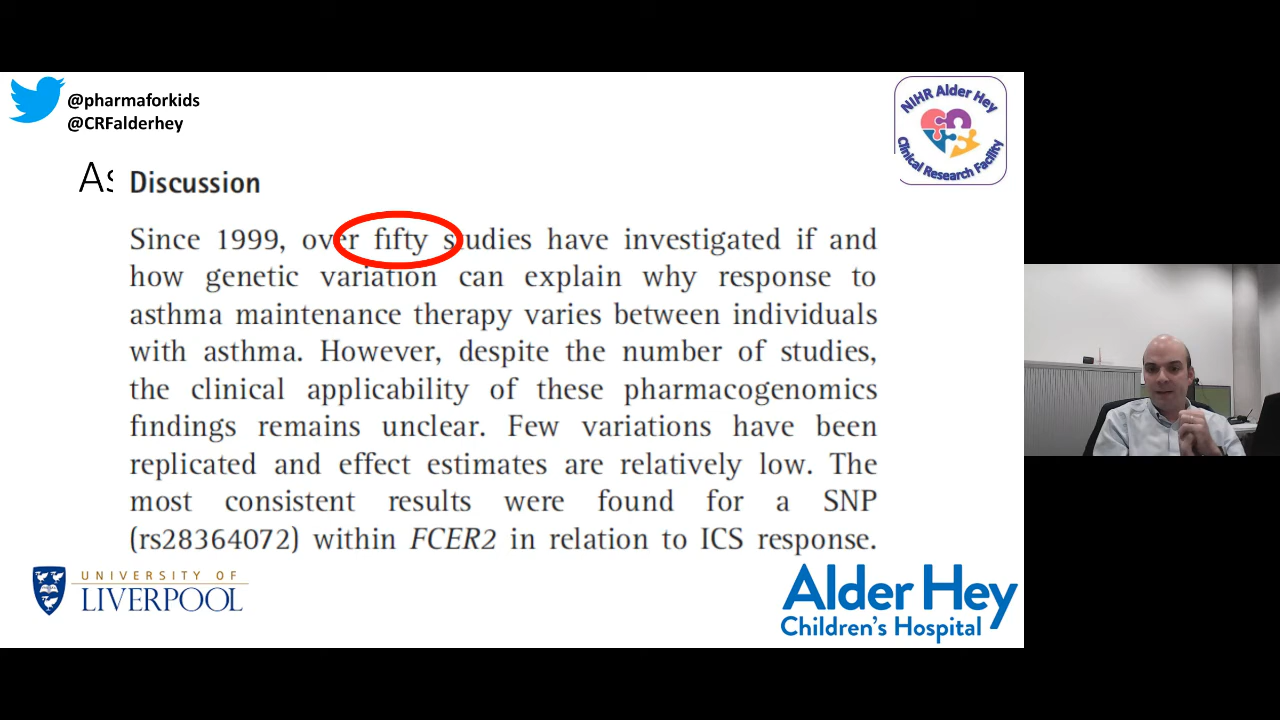 @pharmaforkids
@CRFalderhey
NIHR Alder Hey
Clinical Research Facility
As
Discussion
Since 1999, over fifty studies have investigated if and
how genetic variation can explain why response to
asthma maintenance therapy varies between individuals
with asthma. However, despite the number of studies,
the clinical applicability of these pharmacogenomics
findings remains unclear. Few variations have been
replicated and effect estimates are relatively low. The
most consistent results were found for a SNP
(rs28364072) within FCER2 in relation to ICS response.
UNIVERSITY OF
LIVERPOOL
Alder Hey
Children's Hospital